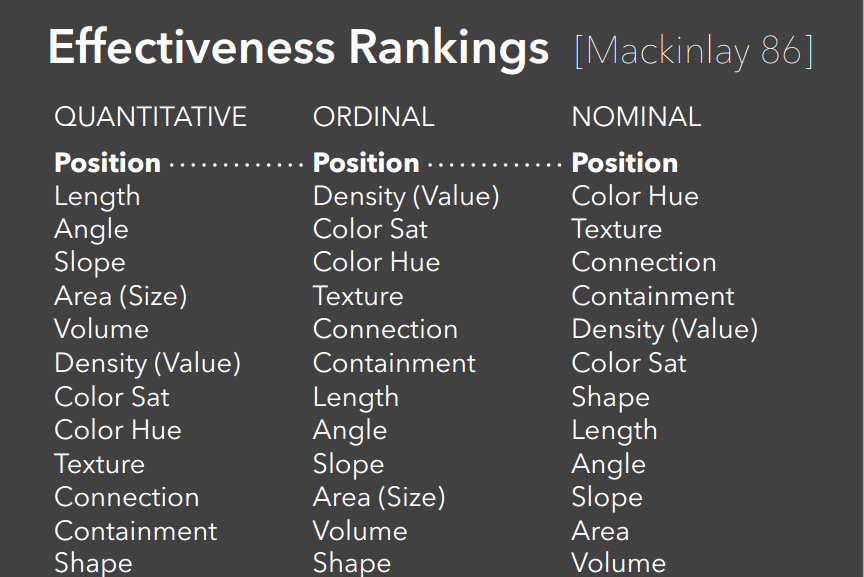 Effectiveness Rankings [Mackinlay 86]
QUANTITATIVE ORDINAL NOMINAL
Position ............. Position ............. Position
Length Density (Value) Color Hue
Angle Color Sat Texture
Slope Color Hue Connection
Area (Size) Texture Containment
Volume Connection Density (Value)
Density (Value) Containment Color Sat
Color Sat Length Shape
Color Hue Angle Length
Texture Slope Angle
Connection Area (Size) Slope
Containment Volume Area
Shape Shape Volume